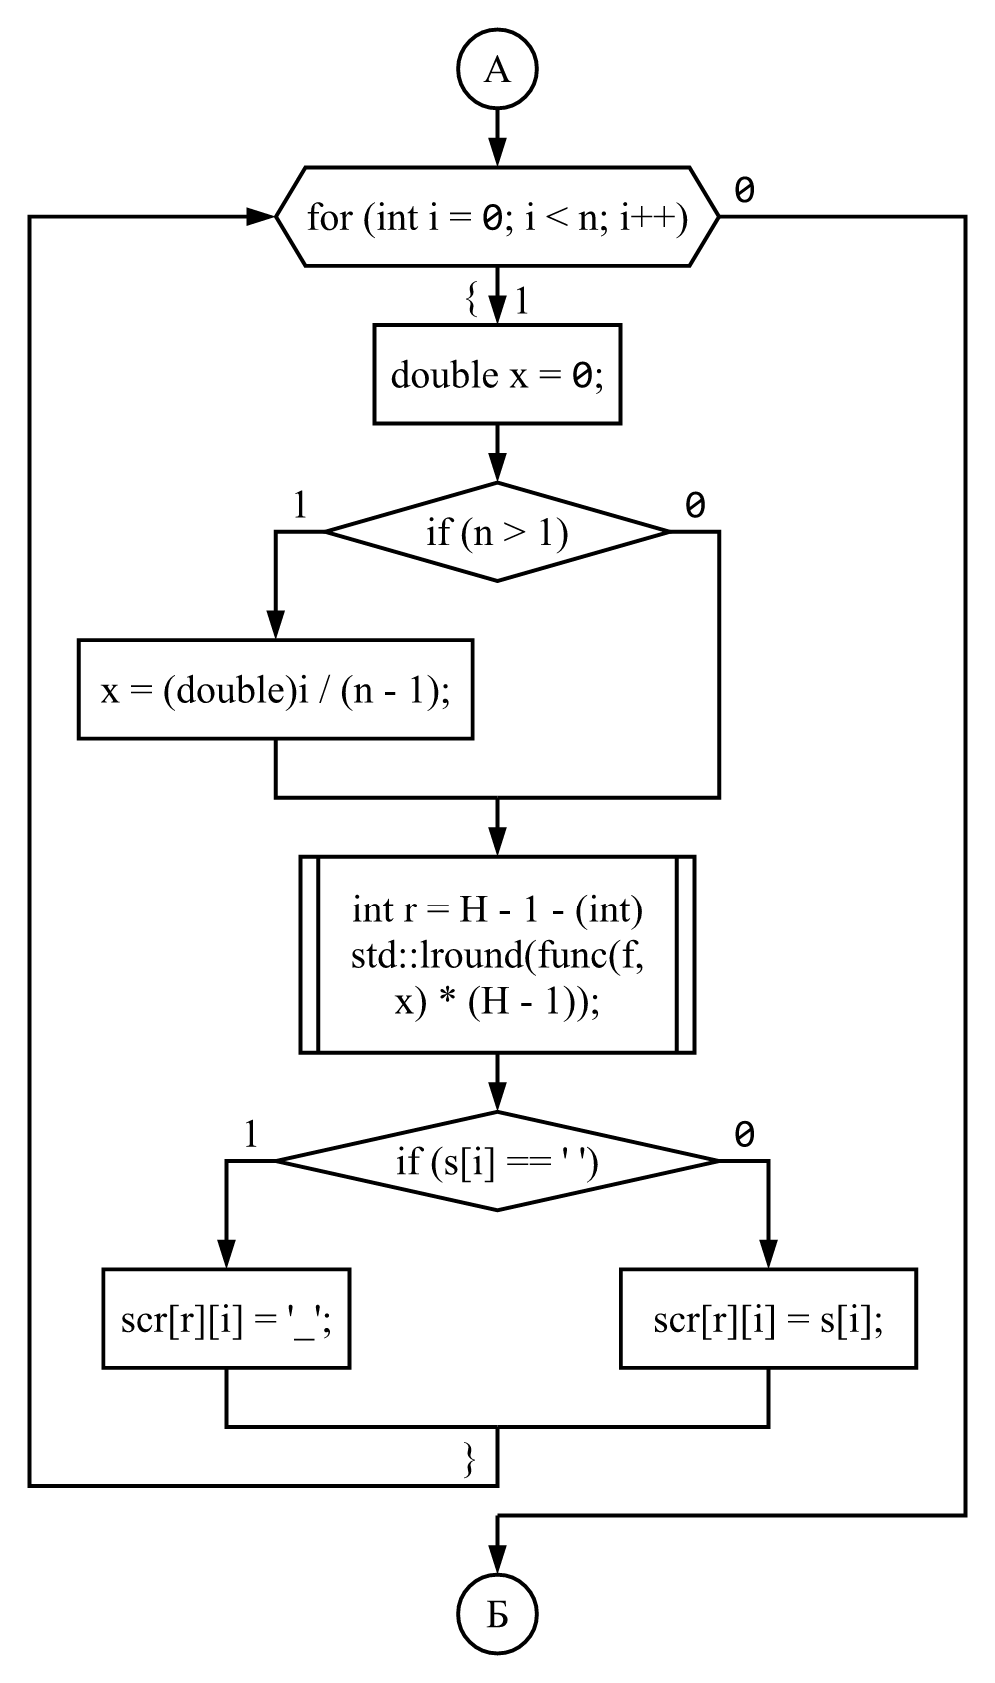 А
for (int i = 0; i < n; i++)
0
{ 1
double x = 0;
1
0
if (n > 1)
x = (double)i / (n - 1);
int r = H - 1 - (int)
std::lround(func(f,
x) * (H - 1));
1
0
if (s[i] == ' ')
scr[r][i] = '_';
scr[r][i] = s[i];
}
Б